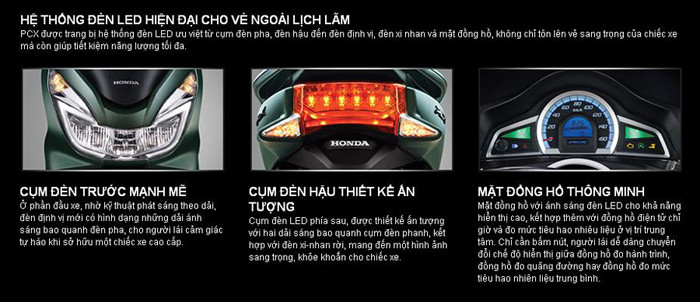 HỆ THỐNG ĐÈN LED HIỆN ĐẠI CHO VẺ NGOÀI LỊCH LÃM
PCX được trang bị hệ thống đèn LED ưu việt từ cụm đèn pha, đèn hậu đến đèn định vị, đèn xi nhan và mặt đồng hồ, không chỉ tôn lên vẻ sang trọng của chiếc xe
mà còn giúp tiết kiệm năng lượng tối đa.
HONDA
HONDA
CỤM ĐÈN TRƯỚC MẠNH MẼ
Ở phần đầu xe, nhờ kỹ thuật phát sáng theo dải,
đèn định vị mới có hình dạng những dải ánh
sáng bao quanh đèn pha, cho người lái cảm giác
tự hào khi sở hữu một chiếc xe cao cấp.
CỤM ĐÈN HẬU THIẾT KẾ ẤN
TƯỢNG
Cụm đèn LED phía sau, được thiết kế ấn tượng
với hai dải sáng bao quanh cụm đèn phanh, kết
hợp với đèn xi-nhan rời, mang đến một hình ảnh
sang trọng, khỏe khoắn cho chiếc xe.
MẶT ĐỒNG HỒ THÔNG MINH
Mặt đồng hồ với ánh sáng đèn LED cho khả năng
hiển thị cao, kết hợp thêm với đồng hồ điện tử chỉ
giờ và đo mức tiêu hao nhiên liệu ở vị trí trung
tâm. Chỉ cần bấm nút, người lái dễ dàng chuyển
đổi chế độ hiển thị giữa đồng hồ đo hành trình,
đồng hồ đo quãng đường hay đồng hồ đo mức
tiêu hao nhiên liệu trung bình.